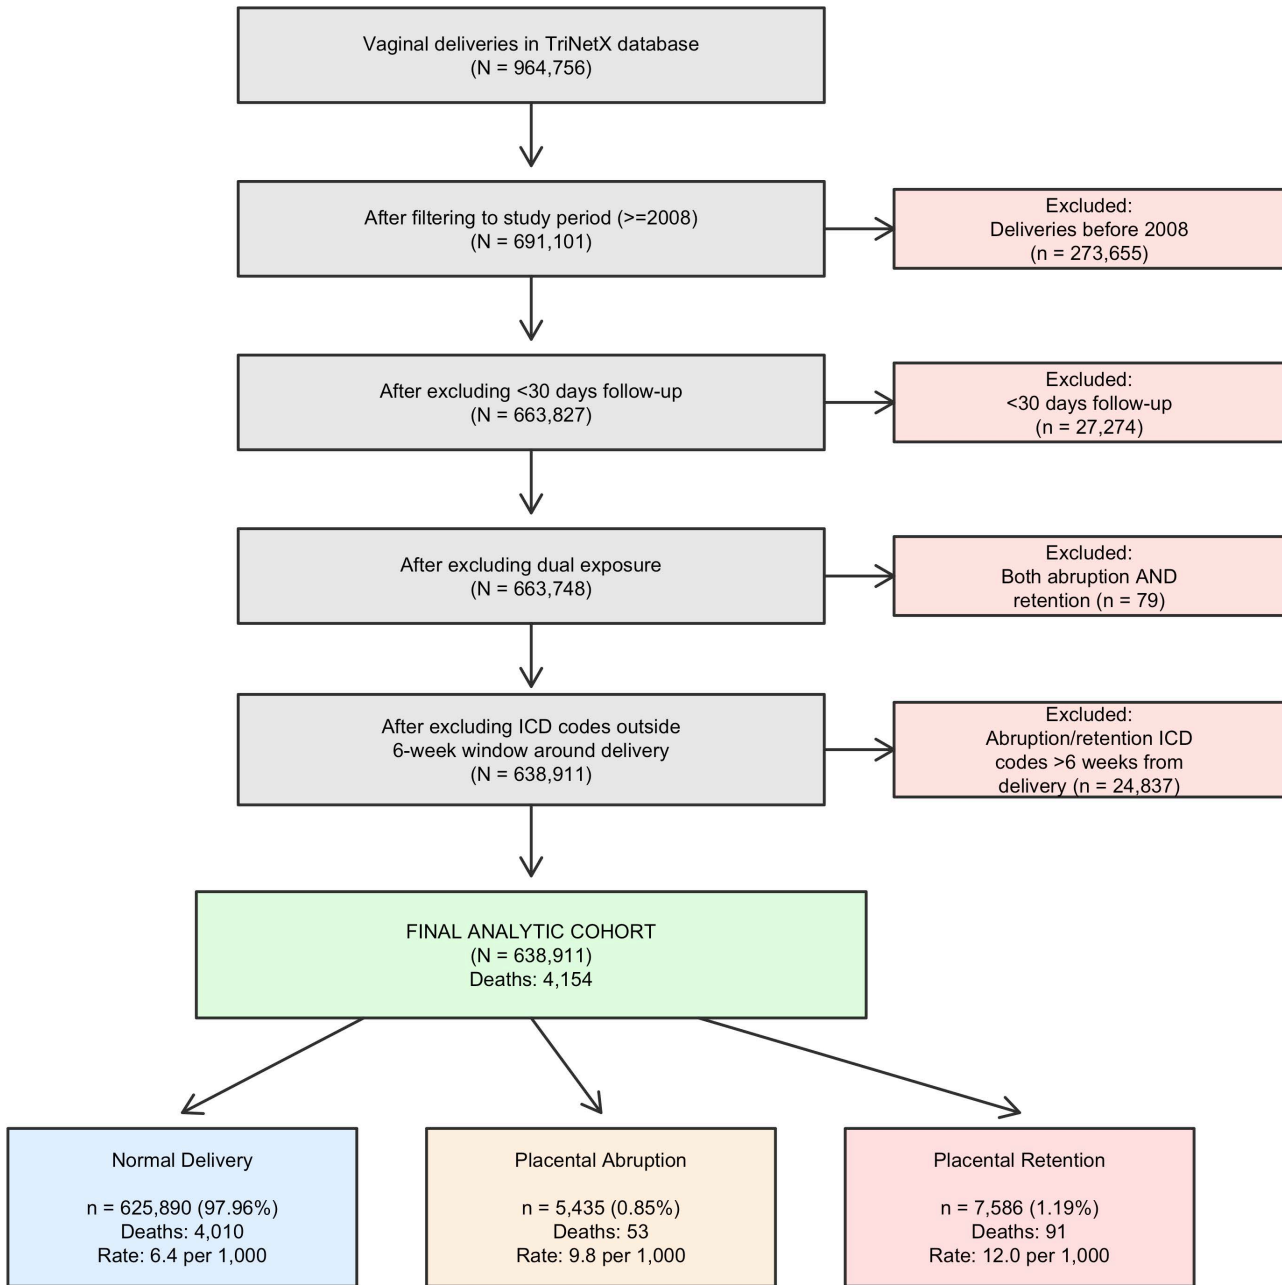 Vaginal deliveries in TriNetX database
(N = 964,756)
After filtering to study period (>=2008)
(N = 691,101)
Excluded:
Deliveries before 2008
(n = 273,655)
After excluding <30 days follow-up
(N = 663,827)
Excluded:
<30 days follow-up
(n = 27,274)
After excluding dual exposure
(N = 663,748)
Excluded:
Both abruption AND
retention (n = 79)
After excluding ICD codes outside
6-week window around delivery
(N = 638,911)
Excluded:
Abruption/retention ICD
codes >6 weeks from
delivery (n = 24,837)
FINAL ANALYTIC COHORT
(N = 638,911)
Deaths: 4,154
Normal Delivery
n = 625,890 (97.96%)
Deaths: 4,010
Rate: 6.4 per 1,000
Placental Abruption
n = 5,435 (0.85%)
Deaths: 53
Rate: 9.8 per 1,000
Placental Retention
n = 7,586 (1.19%)
Deaths: 91
Rate: 12.0 per 1,000